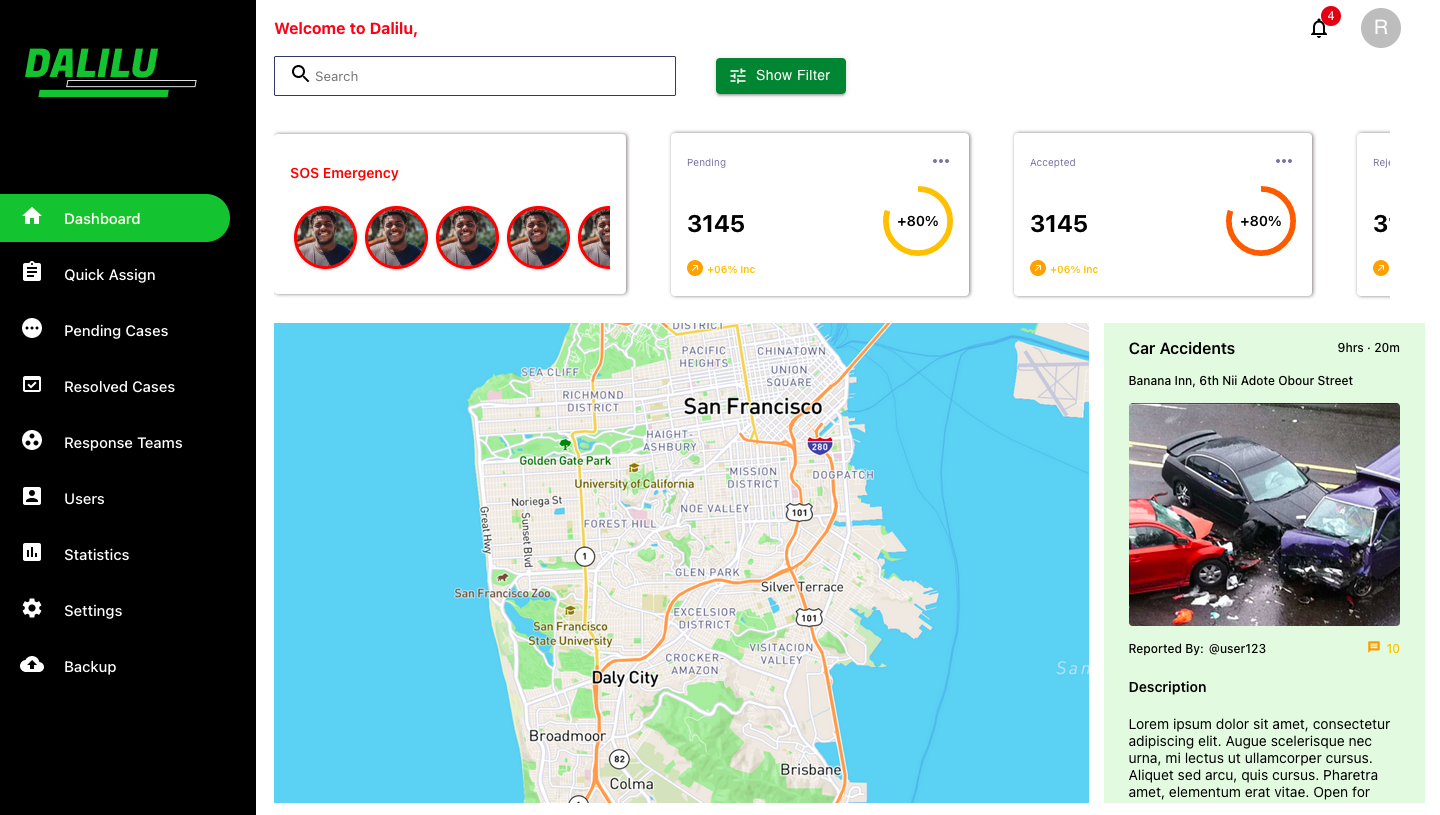 DALILU
Dashboard
Quick Assign
Pending Cases
Resolved Cases
Response Teams
Users
Statistics
Settings
Backup
Welcome to Dalilu,
4
R
Search
Show Filter
SOS Emergency
Pending
3145
+80%
+06% Inc
Accepted
3145
+80%
+06% Inc
DISTRICT
PACIFIC
HEIGHTS
CHINATOWN
UNION
SQUARE
SEA CLIFF
RICHMOND
DISTRICT
San Francisco
HAIGHT-
ASHBURY
280
Golden Gate Park
MISSION
DISTRICT
DOGPATCH
University of California
Noriega St
NOE VALLEY
101
Great Hwy
Sunset Blvd
FOREST HILL
1
GLEN PARK
Silver Terrace
San Francisco Zoo
EXCELSIOR
DISTRICT
101
San Francisco
State University
VISITACION
VALLEY
CROCKER-
AMAZON
San
Daly City
Broadmoor
82
Brisbane
Colma
Car Accidents
9hrs · 20m
Banana Inn, 6th Nii Adote Obour Street
Reported By: @user123
10
Description
Lorem ipsum dolor sit amet, consectetur
adipiscing elit. Augue scelerisque nec
urna, mi lectus ut ullamcorper cursus.
Aliquet sed arcu, quis cursus. Pharetra
amet, elementum erat vitae. Open for